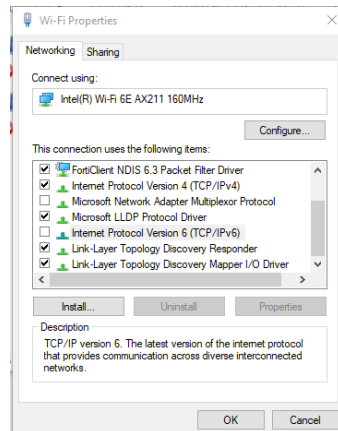 Wi-Fi Properties
Networking Sharing
Connect using:
Intel(R) Wi-Fi 6E AX211 160MHz
Configure...
This connection uses the following items:
FortiClient NDIS 6.3 Packet Filter Driver
Internet Protocol Version 4 (TCP/IPv4)
Microsoft Network Adapter Multiplexor Protocol
Microsoft LLDP Protocol Driver
Internet Protocol Version 6 (TCP/IPv6)
Link-Layer Topology Discovery Responder
Link-Layer Topology Discovery Mapper I/O Driver
Install... Uninstall Properties
Description
TCP/IP version 6. The latest version of the internet protocol
that provides communication across diverse interconnected
networks.
OK Cancel